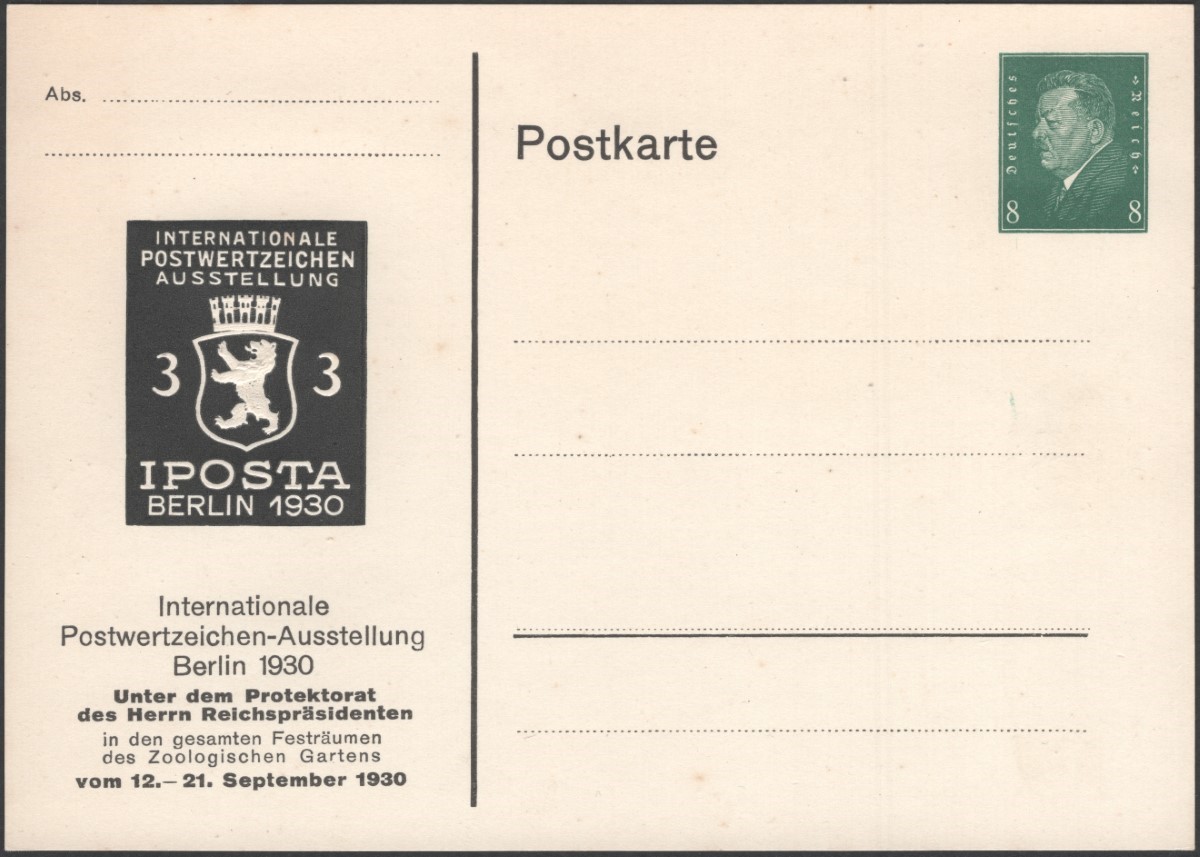 Abs.
INTERNATIONALE
POSTWERTZEICHEN
AUSSTELLUNG
3 3
IPOSTA
BERLIN 1930
Internationale
Postwertzeichen-Ausstellung
Berlin 1930
Unter dem Protektorat
des Herrn Reichspräsidenten
in den gesamten Festräumen
des Zoologischen Gartens
vom 12.–21. September 1930
Postkarte
Deutsches
Reich
8 8